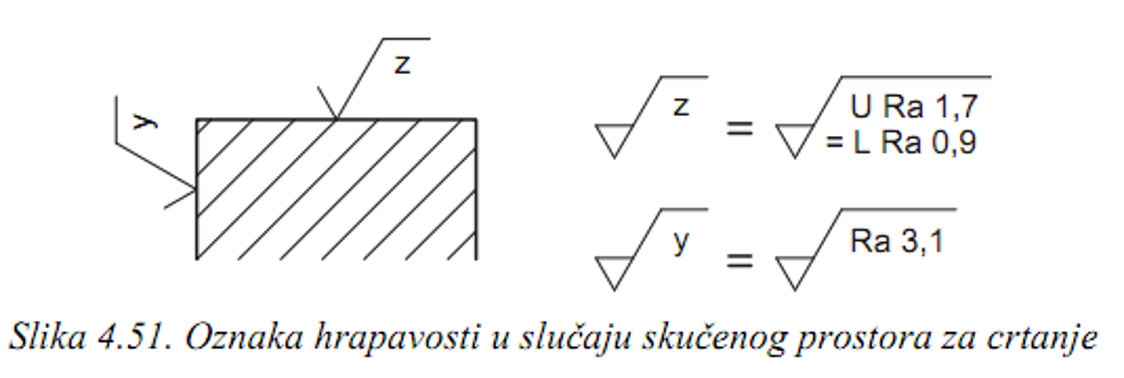 z
y
z = U Ra 1,7
= L Ra 0,9
y = Ra 3,1
Slika 4.51. Oznaka hrapavosti u slučaju skučenog prostora za crtanje